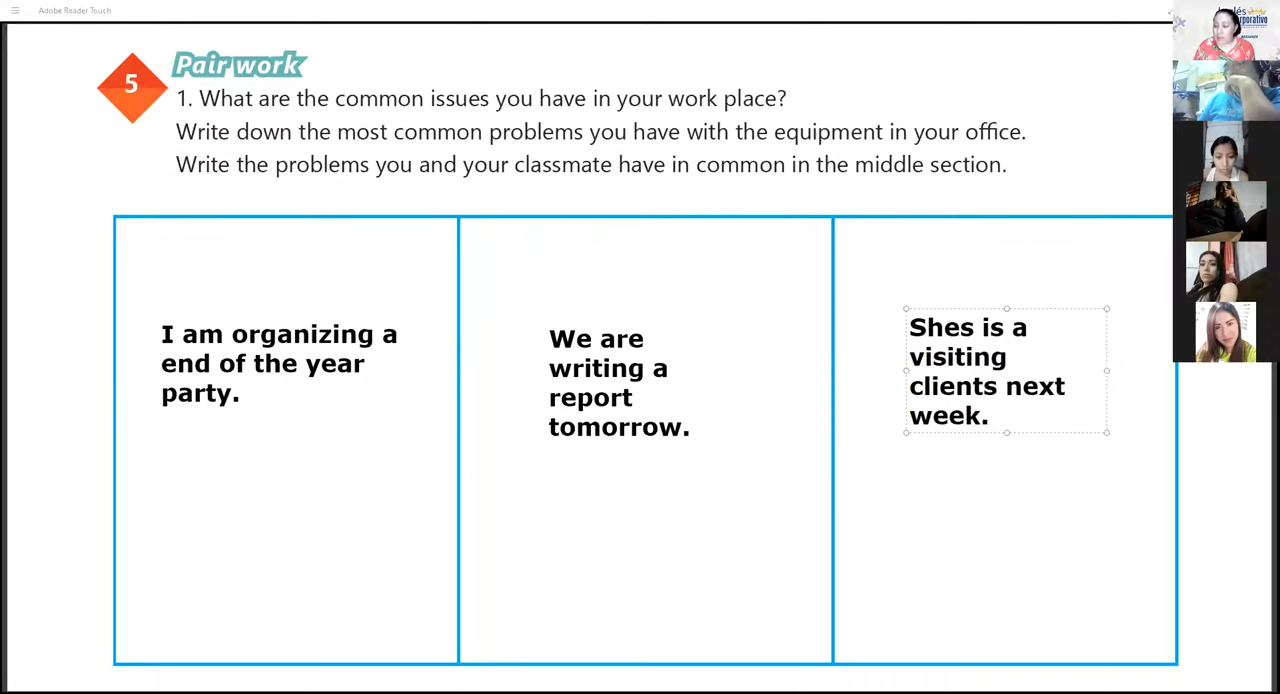 Adobe Reader Touch
5
Pair work
1. What are the common issues you have in your work place?
Write down the most common problems you have with the equipment in your office.
Write the problems you and your classmate have in common in the middle section.
I am organizing a
end of the year
party.
We are
writing a
report
tomorrow.
Shes is a
visiting
clients next
week.